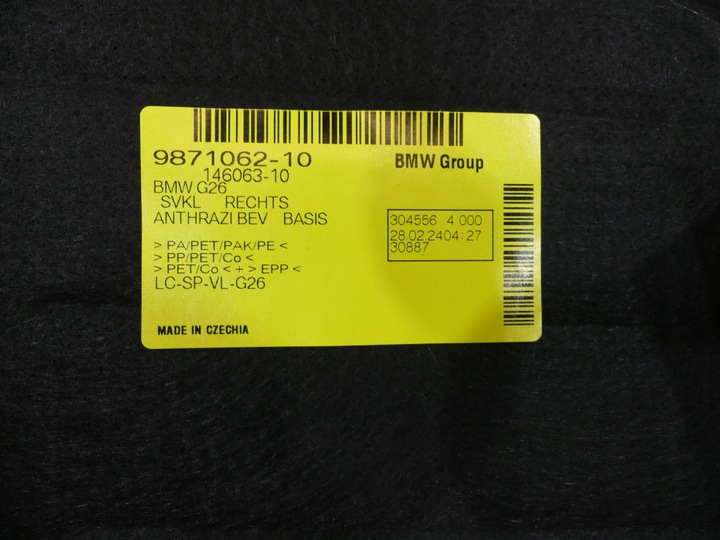 9871062-10
BMW Group
146063-10
BMW G26
SVKL RECHTS
ANTHRAZI BEV BASIS
304556 4 000
28.02.2404:27
30887
> PA/PET/PAK/PE <
> PP/PET/Co <
> PET/Co < + > EPP <
LC-SP-VL-G26
MADE IN CZECHIA